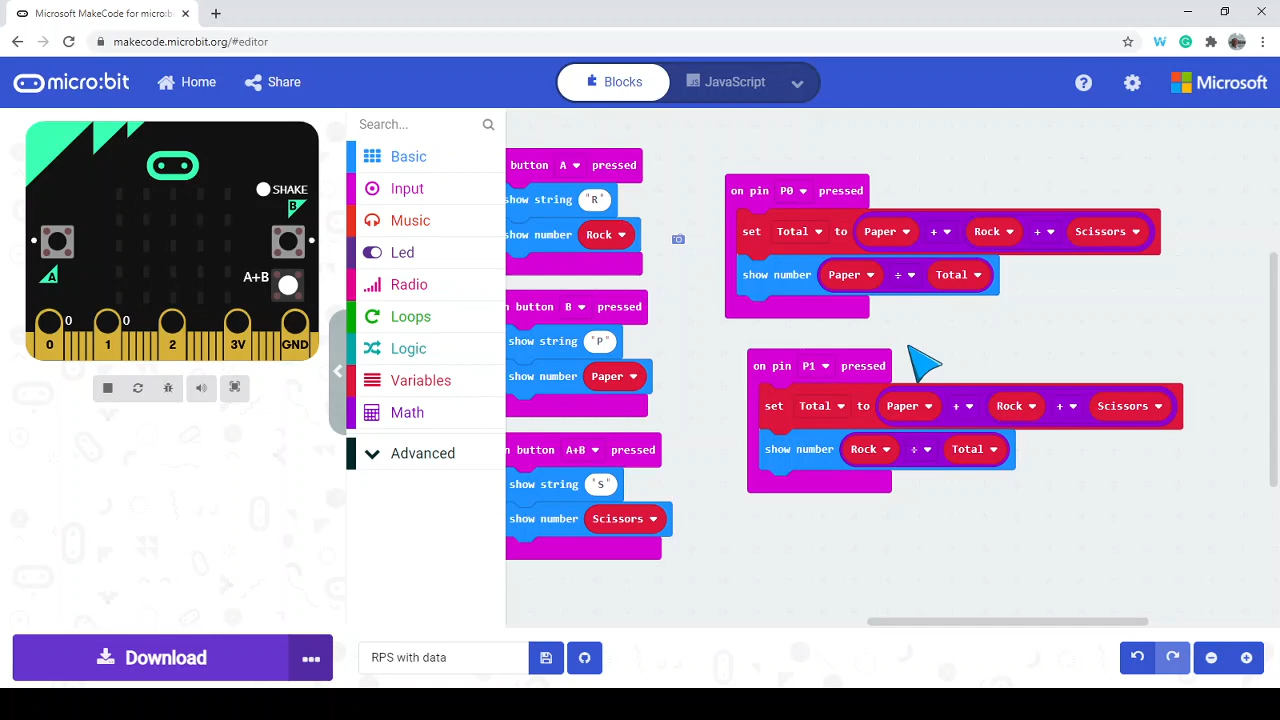 Microsoft MakeCode for micro:b
makecode.microbit.org/#editor
micro:bit
Home
Share
Blocks
JavaScript
Microsoft
SHAKE
B
A
A+B
0
0
0
1
2
3V
GND
Search...
Basic
Input
Music
Led
Radio
Loops
Logic
Variables
Math
Advanced
button A pressed
show string "R"
show number Rock
button B pressed
show string "P"
show number Paper
button A+B pressed
show string "S"
show number Scissors
on pin P0 pressed
set Total to Paper + Rock + Scissors
show number Paper ÷ Total
on pin P1 pressed
set Total to Paper + Rock + Scissors
show number Rock ÷ Total
Download
RPS with data